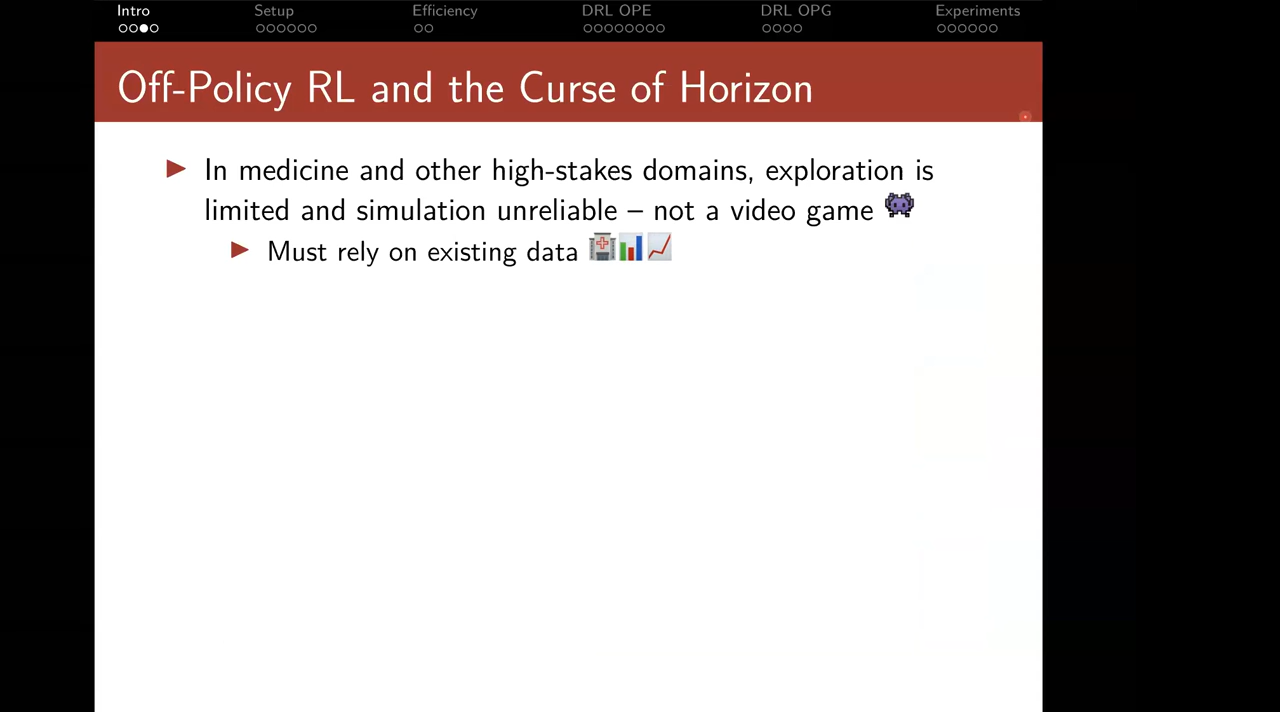 Intro Setup Efficiency DRL OPE DRL OPG Experiments
Off-Policy RL and the Curse of Horizon
In medicine and other high-stakes domains, exploration is
limited and simulation unreliable – not a video game
Must rely on existing data